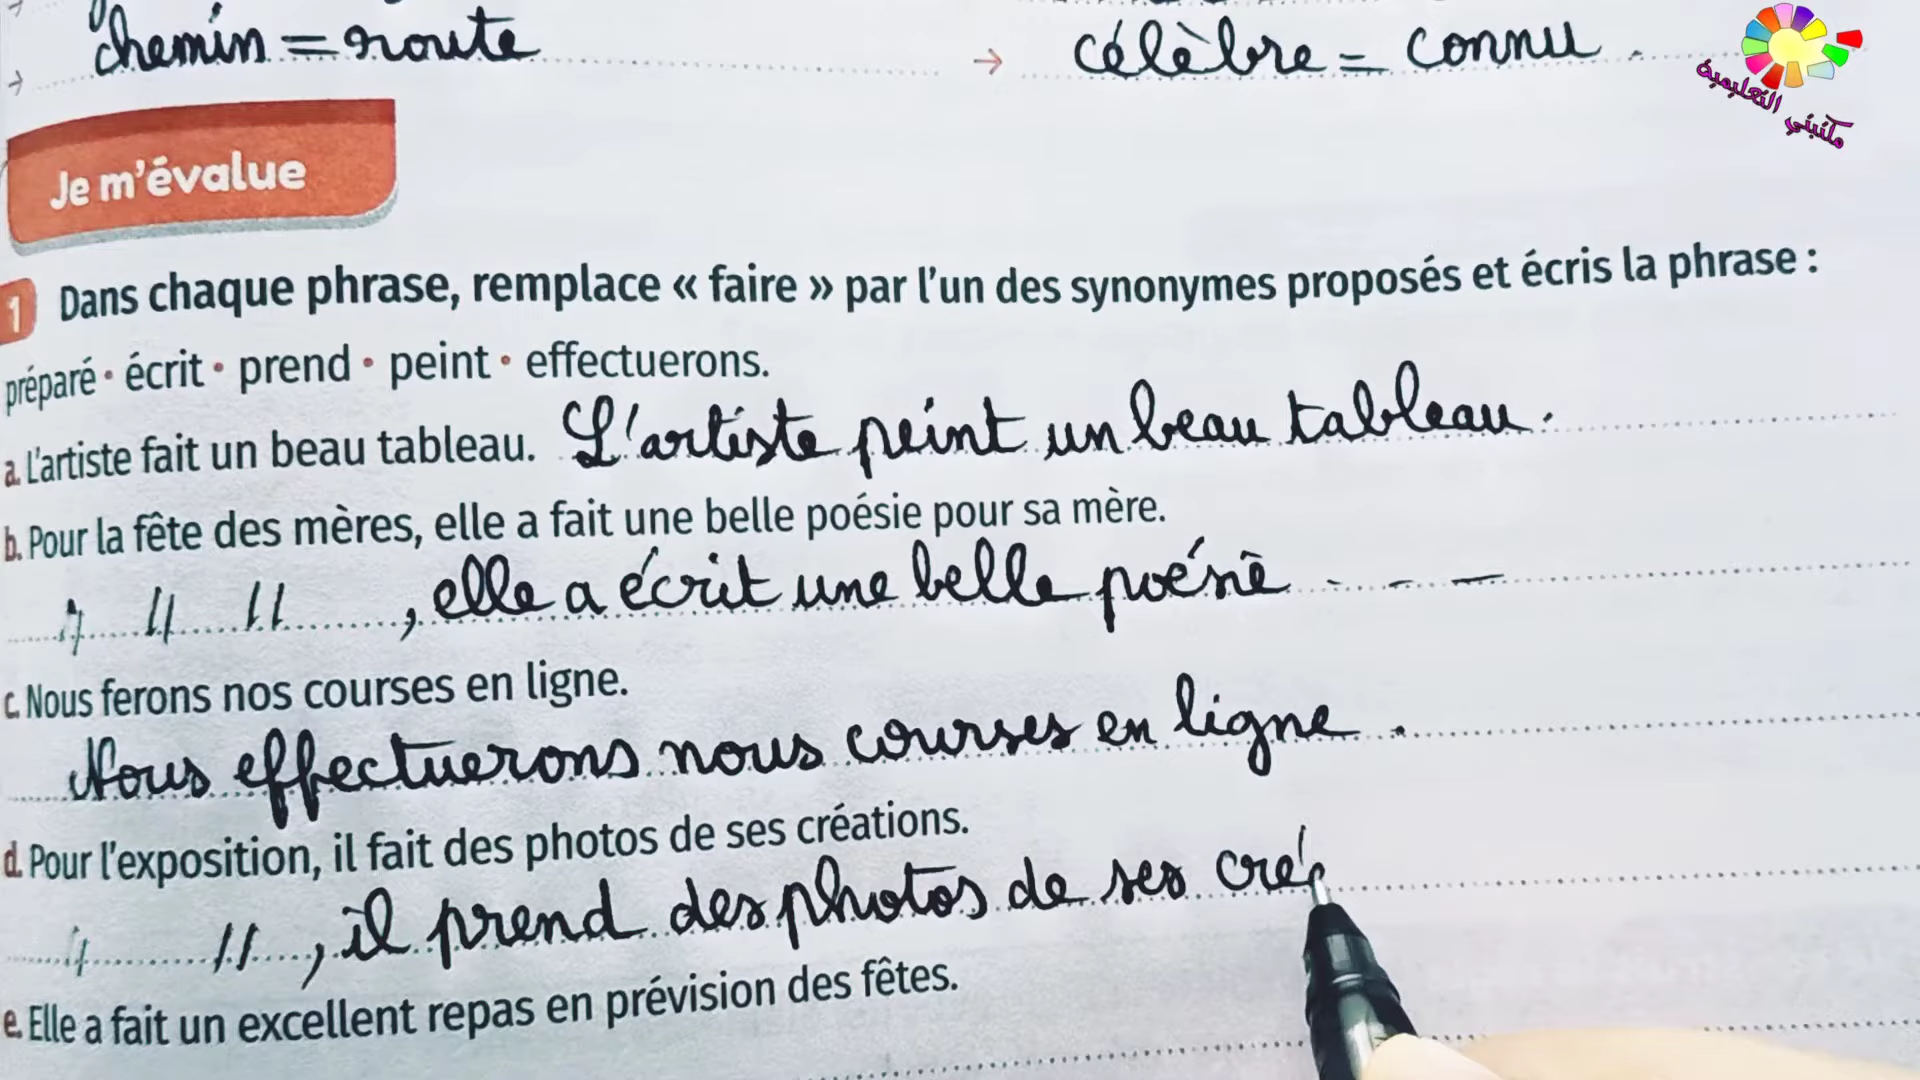 chemin = route
→ célèbre = connu .
مكتبتي التعليمية
Je m'évalue
1 Dans chaque phrase, remplace « faire » par l'un des synonymes proposés et écris la phrase :
préparé • écrit • prend • peint • effectuerons.
a. L'artiste fait un beau tableau. L'artiste peint un beau tableau.
b. Pour la fête des mères, elle a fait une belle poésie pour sa mère.
" " " , elle a écrit une belle poésie - - -
c. Nous ferons nos courses en ligne.
Nous effectuerons nous courses en ligne .
d. Pour l'exposition, il fait des photos de ses créations.
" " , il prend des photos de ses cré
e. Elle a fait un excellent repas en prévision des fêtes.